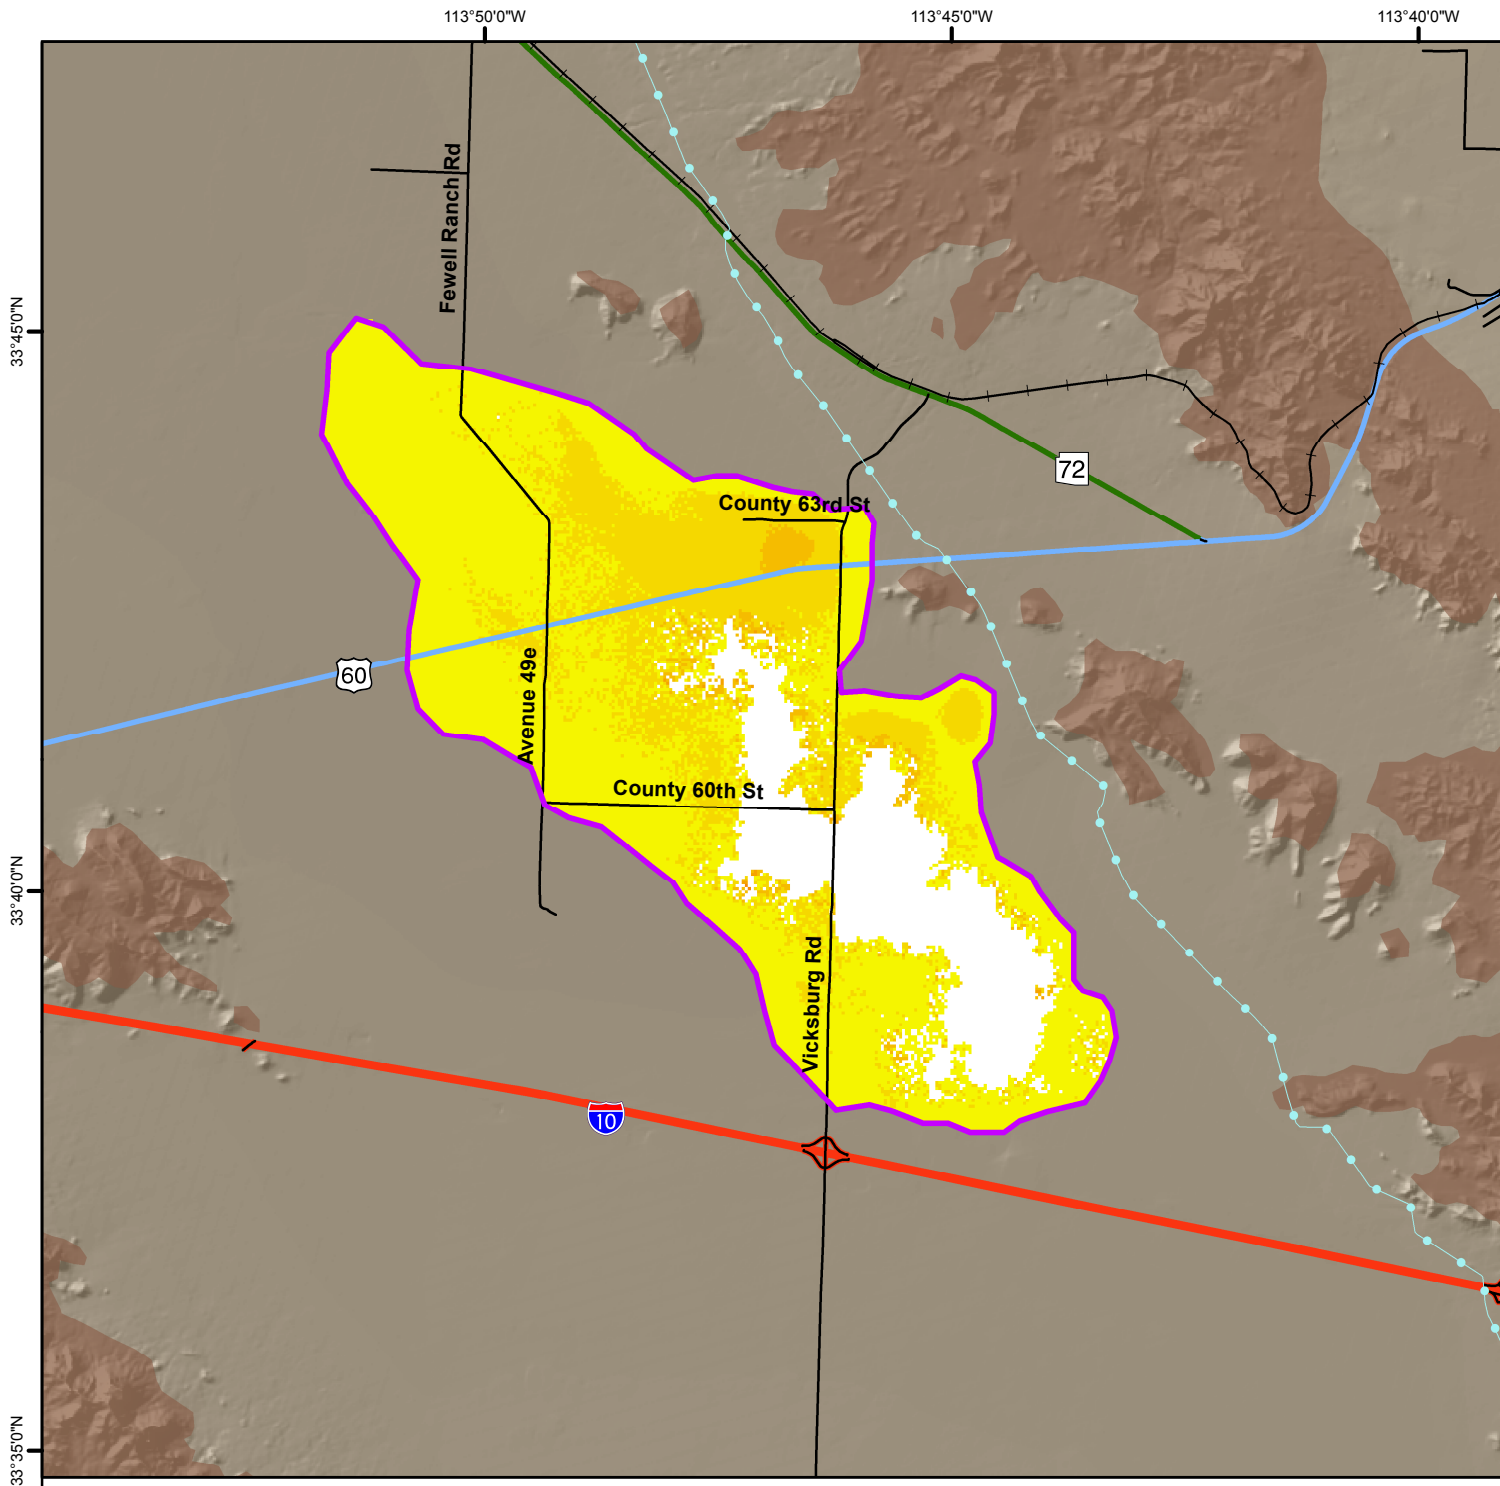 113°50'0"W
113°45'0"W
113°40'0"W
Fewell Ranch Rd
33°45'0"N
72
County 63rd St
60
Avenue 49e
County 60th St
33°40'0"N
Vicksburg Rd
10
33°35'0"N